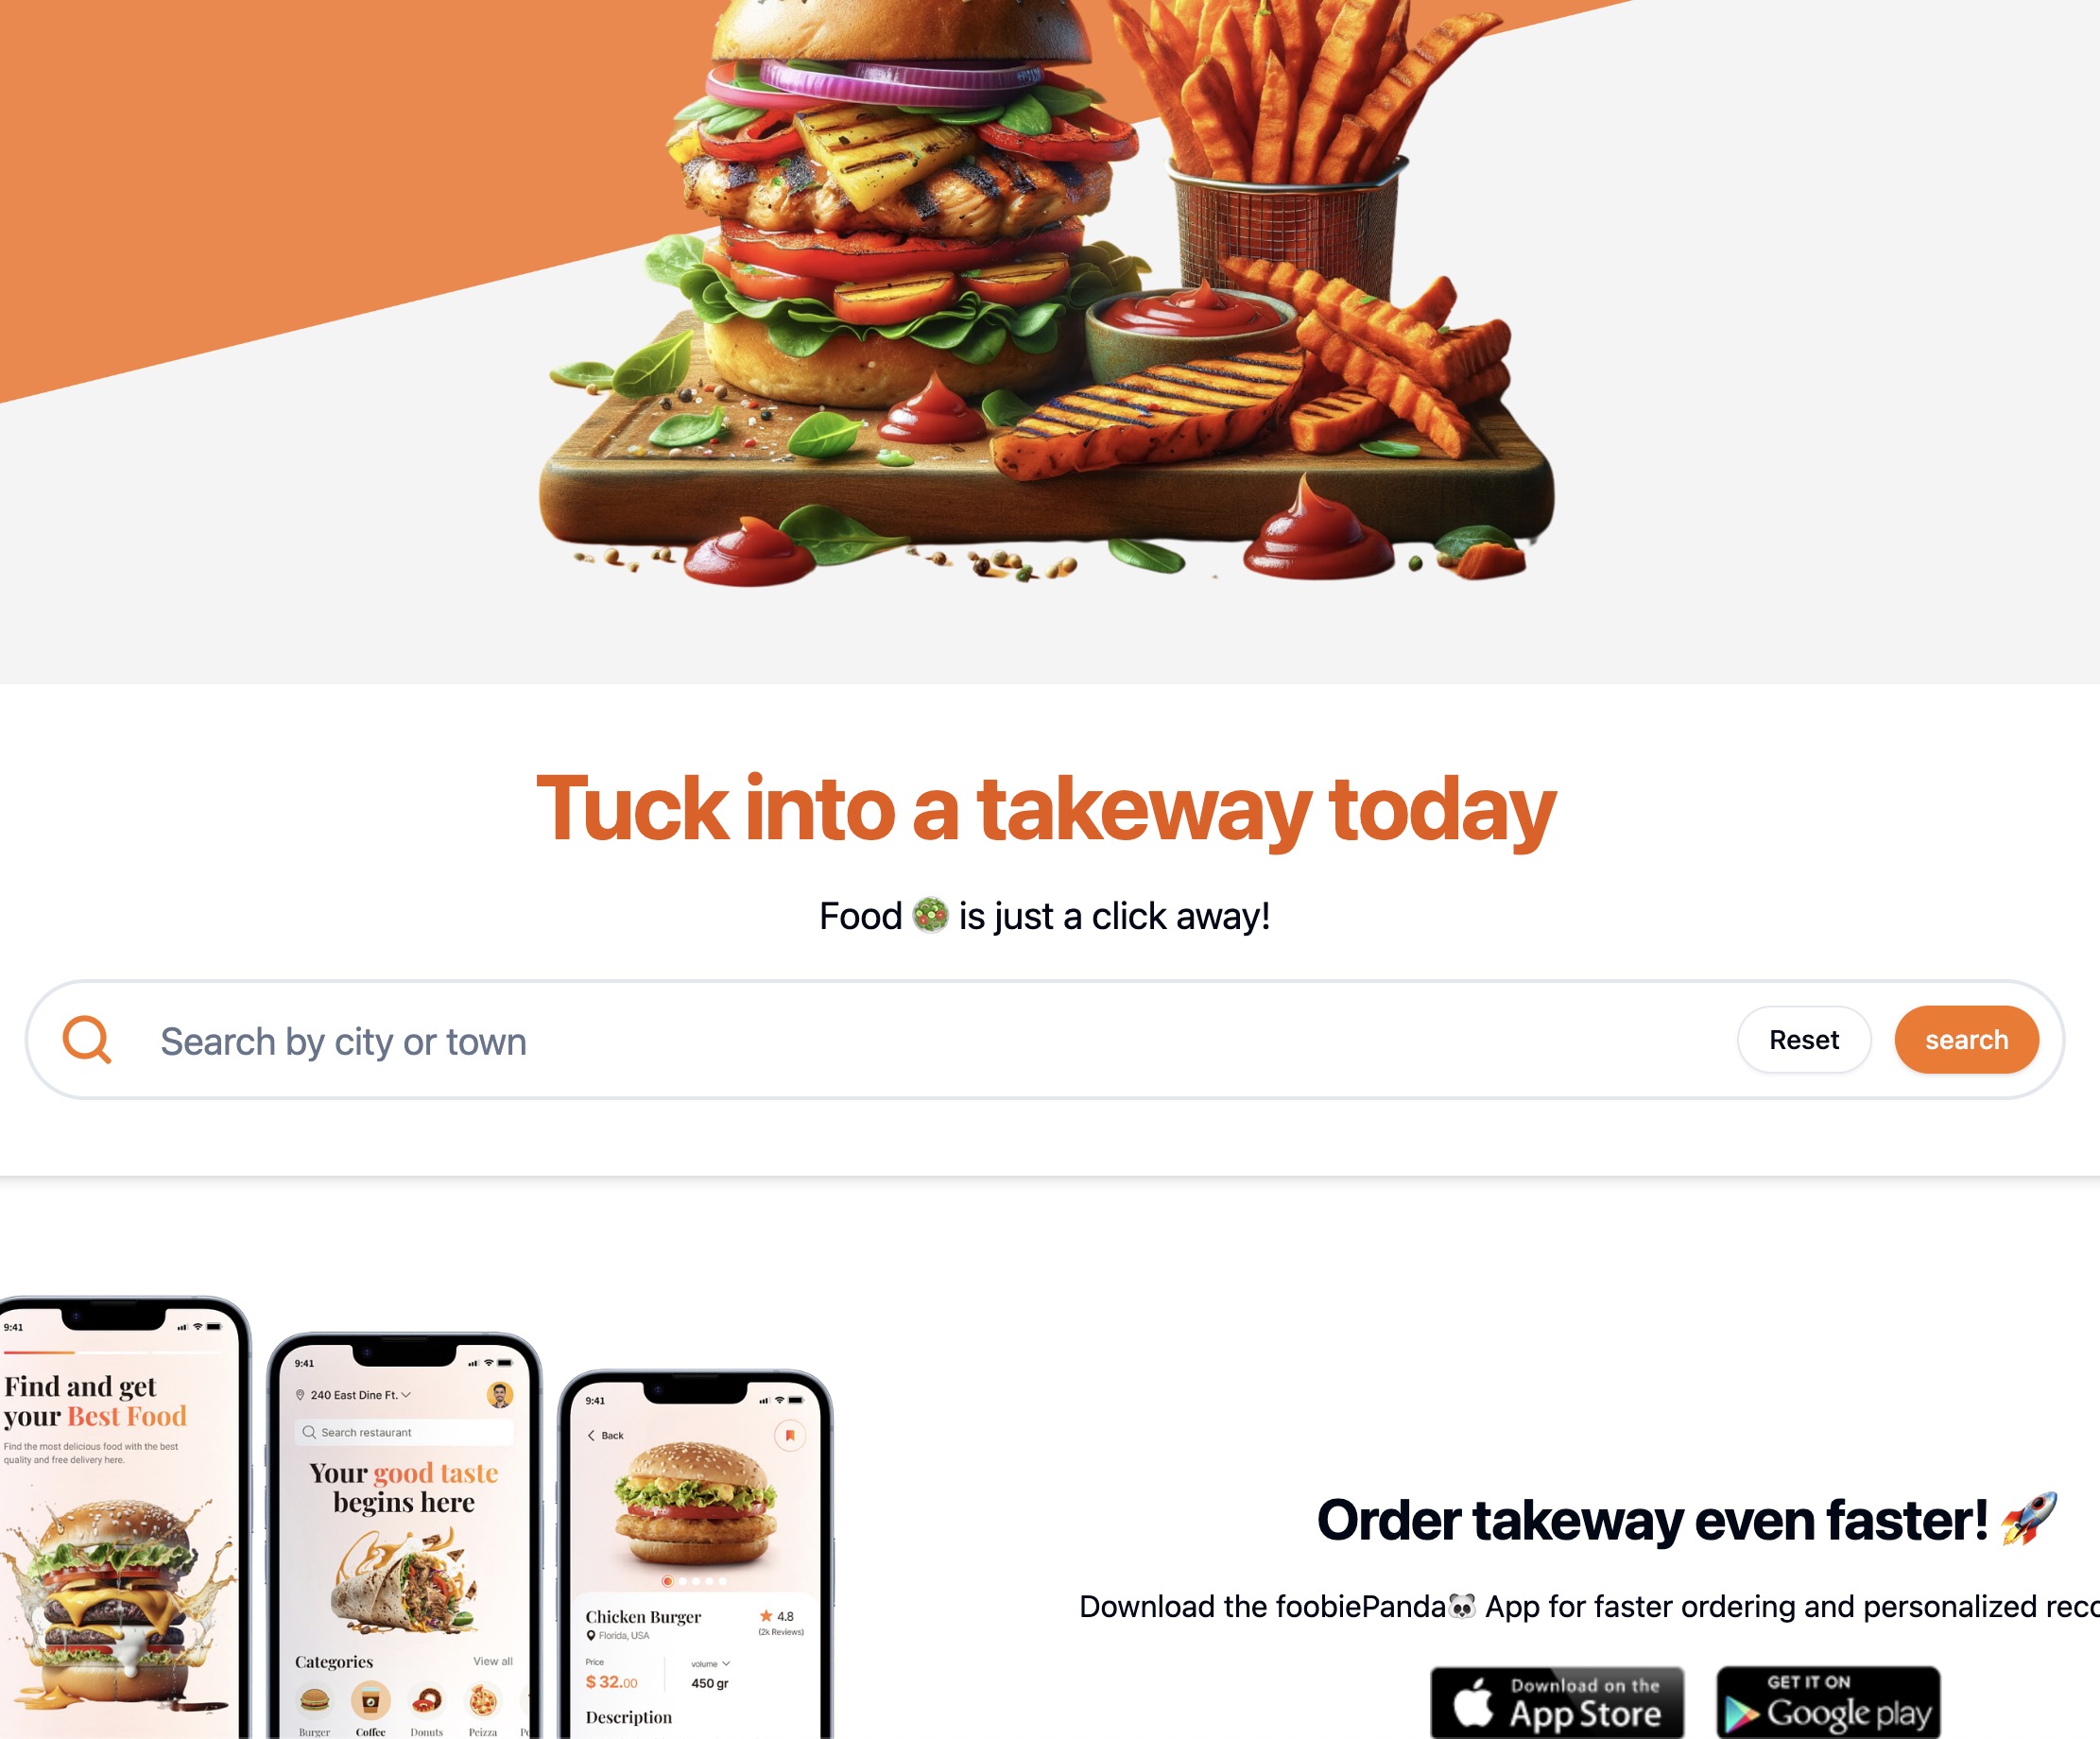 Tuck into a takeway today
Food 🥗 is just a click away!
Search by city or town
Reset
search
9:41
Find and get
your Best Food
Find the most delicious food with the best
quality and free delivery here.
9:41
240 East Dine Ft.
Search restaurant
Your good taste
begins here
Categories
View all
Burger
Coffee
Donuts
Peizza
9:41
Back
Chicken Burger
4.8
Florida, USA
(2k Reviews)
Price
volume
$ 32.00
450 gr
Description
Order takeway even faster! 🚀
Download the foobiePanda🐼 App for faster ordering and personalized reco
Download on the
App Store
GET IT ON
Google play